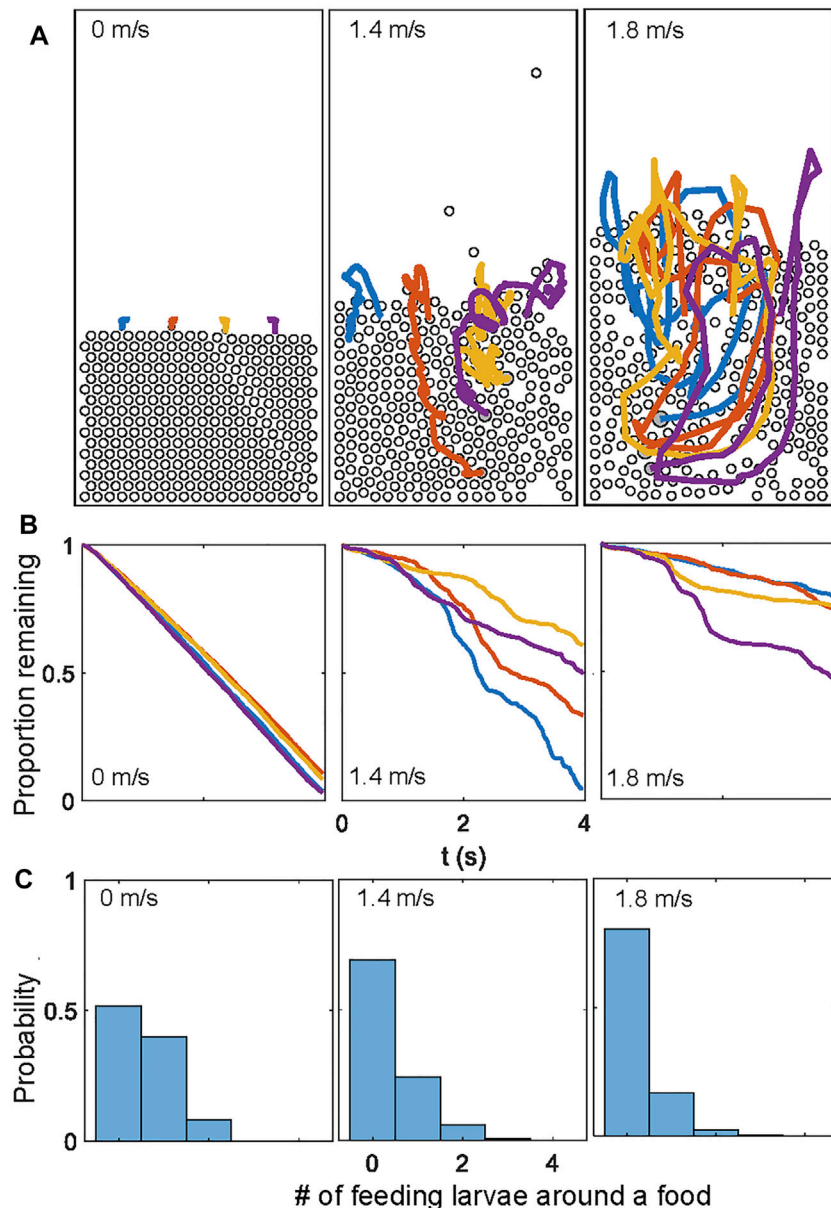 A
0 m/s
1.4 m/s
1.8 m/s
B
Proportion remaining
1
0.5
0
0 m/s
1.4 m/s
1.8 m/s
0
2
4
t (s)
C
Probability
1
0.5
0
0 m/s
1.4 m/s
1.8 m/s
0
2
4
# of feeding larvae around a food